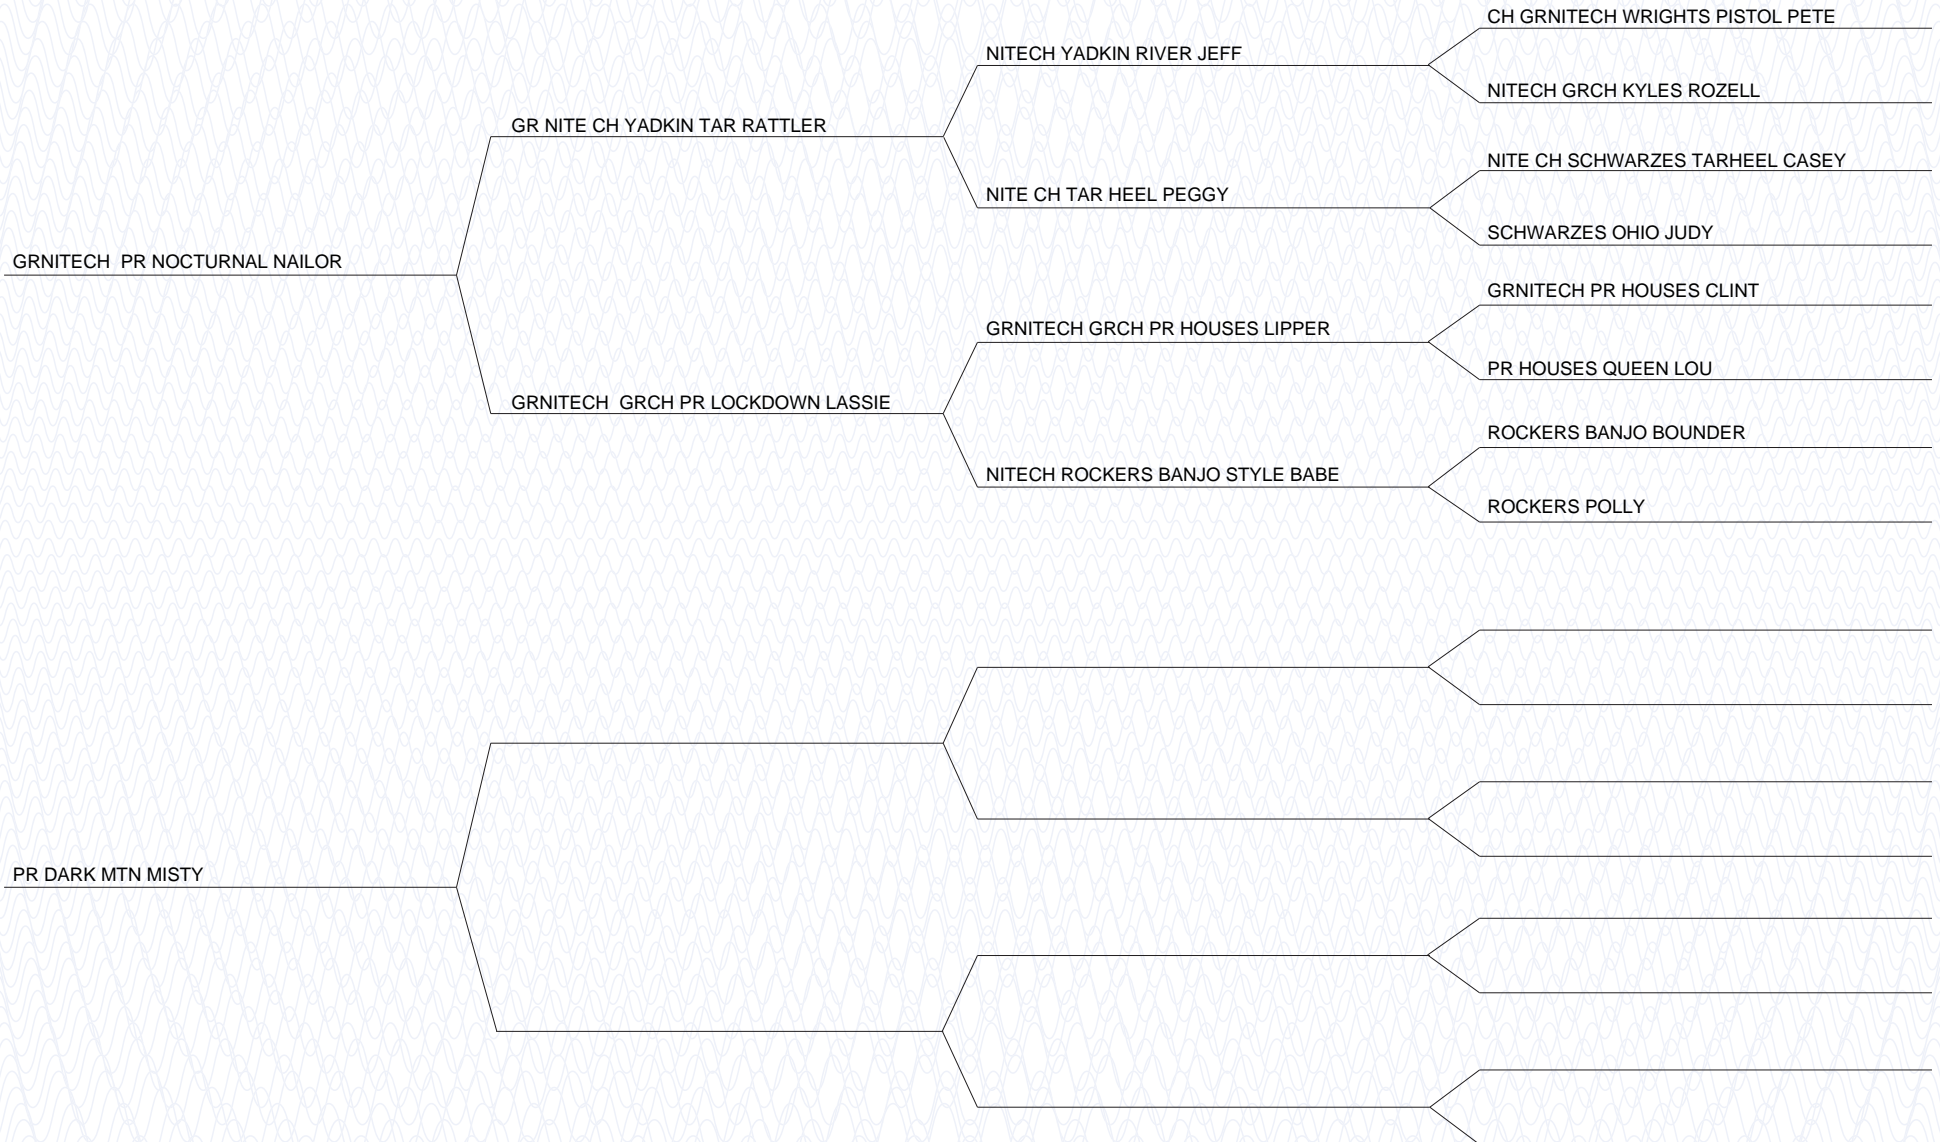 CH GRNITECH WRIGHTS PISTOL PETE
NITECH YADKIN RIVER JEFF
NITECH GRCH KYLES ROZELL
GR NITE CH YADKIN TAR RATTLER
NITE CH SCHWARZES TARHEEL CASEY
NITE CH TAR HEEL PEGGY
SCHWARZES OHIO JUDY
GRNITECH  PR NOCTURNAL NAILOR
GRNITECH PR HOUSES CLINT
GRNITECH GRCH PR HOUSES LIPPER
PR HOUSES QUEEN LOU
GRNITECH  GRCH PR LOCKDOWN LASSIE
ROCKERS BANJO BOUNDER
NITECH ROCKERS BANJO STYLE BABE
ROCKERS POLLY
PR DARK MTN MISTY